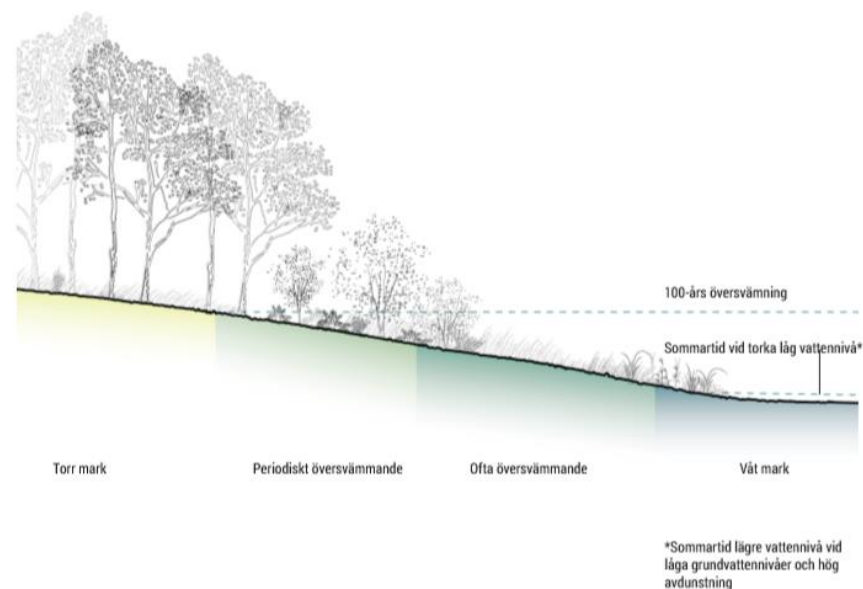 100-års översvämning
Sommartid vid torka låg vattennivå*
Torr mark
Periodiskt översvämmande
Ofta översvämmande
Våt mark
*Sommartid lägre vattennivå vid
låga grundvattennivåer och hög
avdunstning